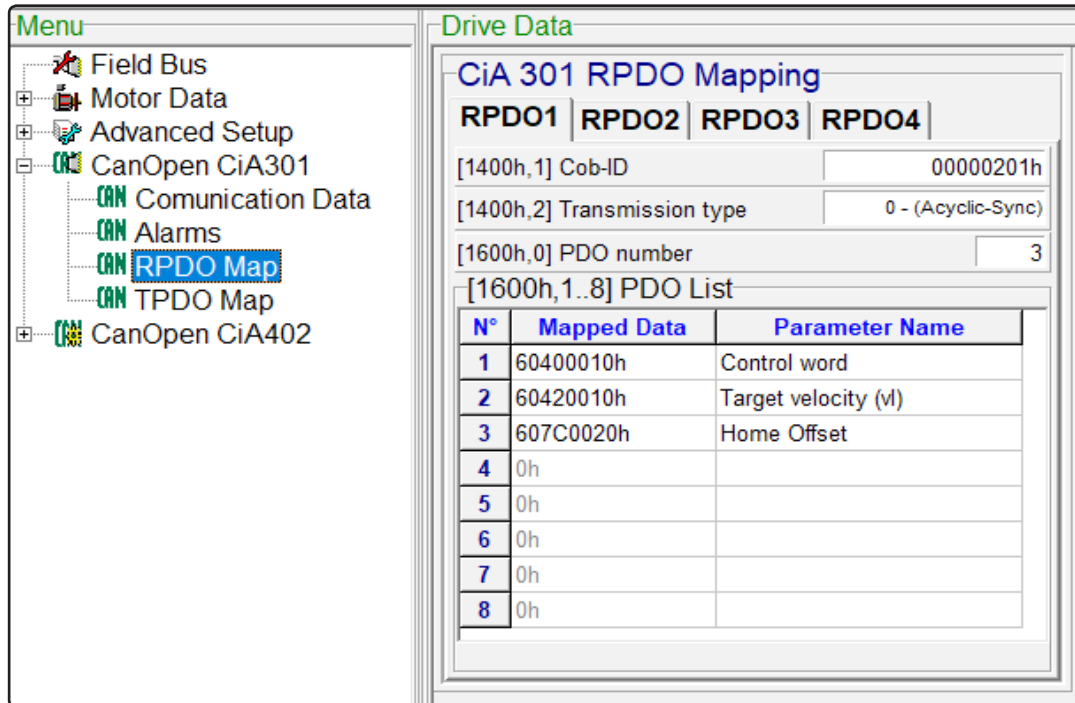 Menu
Field Bus
Motor Data
Advanced Setup
CanOpen CiA301
Comunication Data
Alarms
RPDO Map
TPDO Map
CanOpen CiA402
Drive Data
CiA 301 RPDO Mapping
RPDO1 RPDO2 RPDO3 RPDO4
[1400h,1] Cob-ID 00000201h
[1400h,2] Transmission type 0 - (Acyclic-Sync)
[1600h,0] PDO number 3
[1600h,1..8] PDO List
N° Mapped Data Parameter Name
1 60400010h Control word
2 60420010h Target velocity (vl)
3 607C0020h Home Offset
4 0h
5 0h
6 0h
7 0h
8 0h